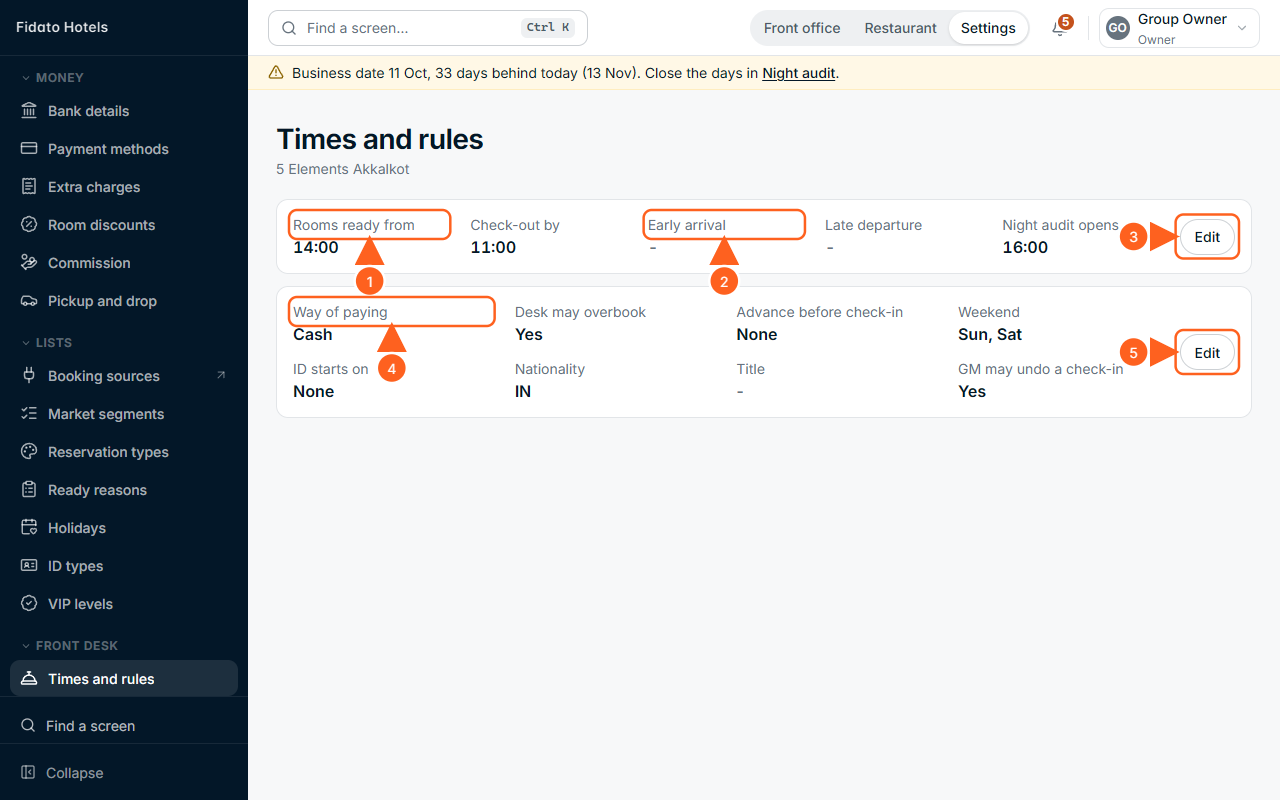 Fidato Hotels
Find a screen...
Ctrl K
Front office
Restaurant
Settings
5
GO
Group Owner
Owner
Business date 11 Oct, 33 days behind today (13 Nov). Close the days in Night audit.
MONEY
Bank details
Payment methods
Extra charges
Room discounts
Commission
Pickup and drop
LISTS
Booking sources
Market segments
Reservation types
Ready reasons
Holidays
ID types
VIP levels
FRONT DESK
Times and rules
Find a screen
Collapse
Times and rules
5 Elements Akkalkot
Rooms ready from
14:00
1
Check-out by
11:00
Early arrival
-
2
Late departure
-
Night audit opens
16:00
3
Edit
Way of paying
Cash
4
Desk may overbook
Yes
Advance before check-in
None
Weekend
Sun, Sat
5
Edit
ID starts on
None
Nationality
IN
Title
-
GM may undo a check-in
Yes